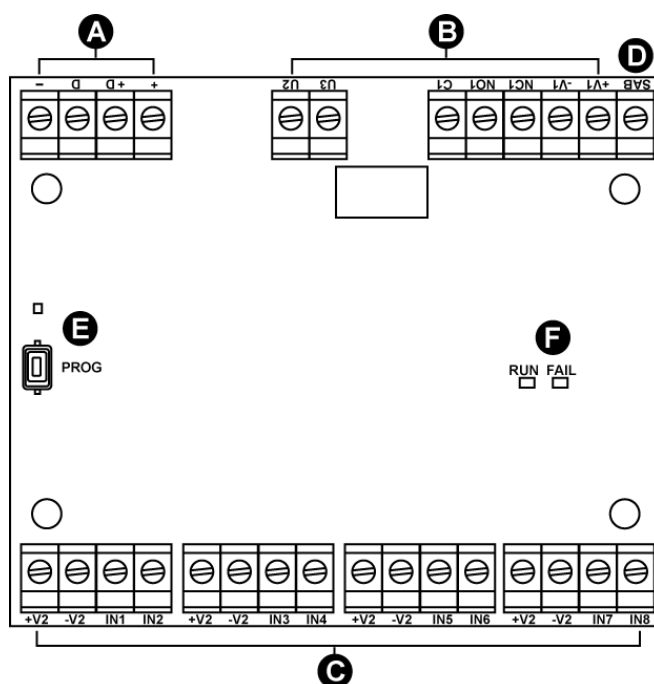 A
B
D
–
D
+D
+
U2
U3
C1
NO1
NC1
-V1
+V1
SAB
E
PROG
F
RUN FAIL
+V2 -V2 IN1 IN2 +V2 -V2 IN3 IN4 +V2 -V2 IN5 IN6 +V2 -V2 IN7 IN8
C